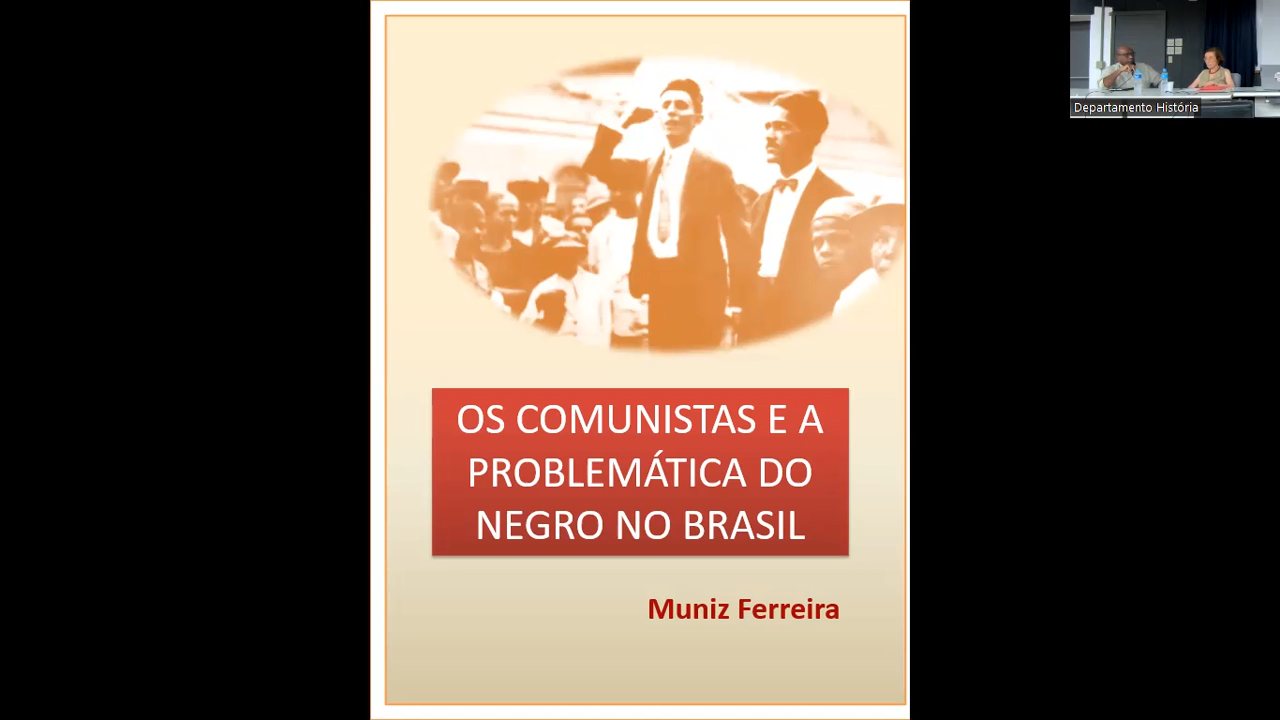 OS COMUNISTAS E A
PROBLEMÁTICA DO
NEGRO NO BRASIL
Muniz Ferreira
Departamento História